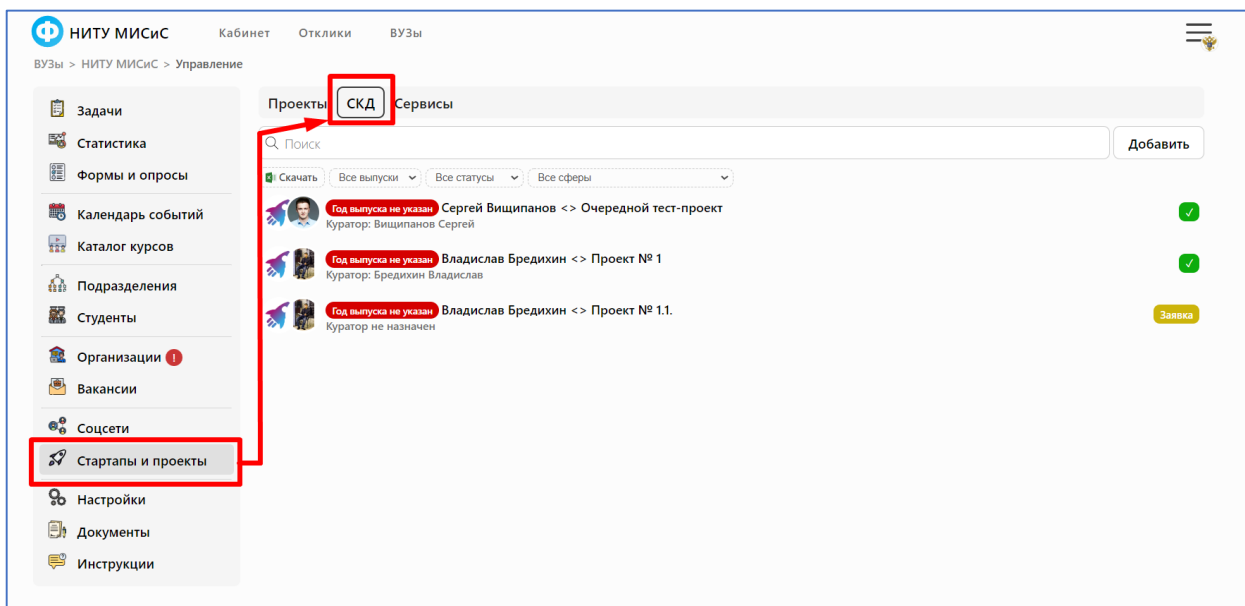 Ф НИТУ МИСиС Кабинет Отклики ВУЗы
ВУЗы > НИТУ МИСиС > Управление
Задачи
Статистика
Формы и опросы
Календарь событий
Каталог курсов
Подразделения
Студенты
Организации !
Вакансии
Соцсети
Стартапы и проекты
Настройки
Документы
Инструкции
Проекты СКД Сервисы
Поиск Добавить
Скачать Все выпуски Все статусы Все сферы
Год выпуска не указан Сергей Вищипанов <> Очередной тест-проект
Куратор: Вищипанов Сергей
Год выпуска не указан Владислав Бредихин <> Проект № 1
Куратор: Бредихин Владислав
Год выпуска не указан Владислав Бредихин <> Проект № 1.1. Заявка
Куратор не назначен